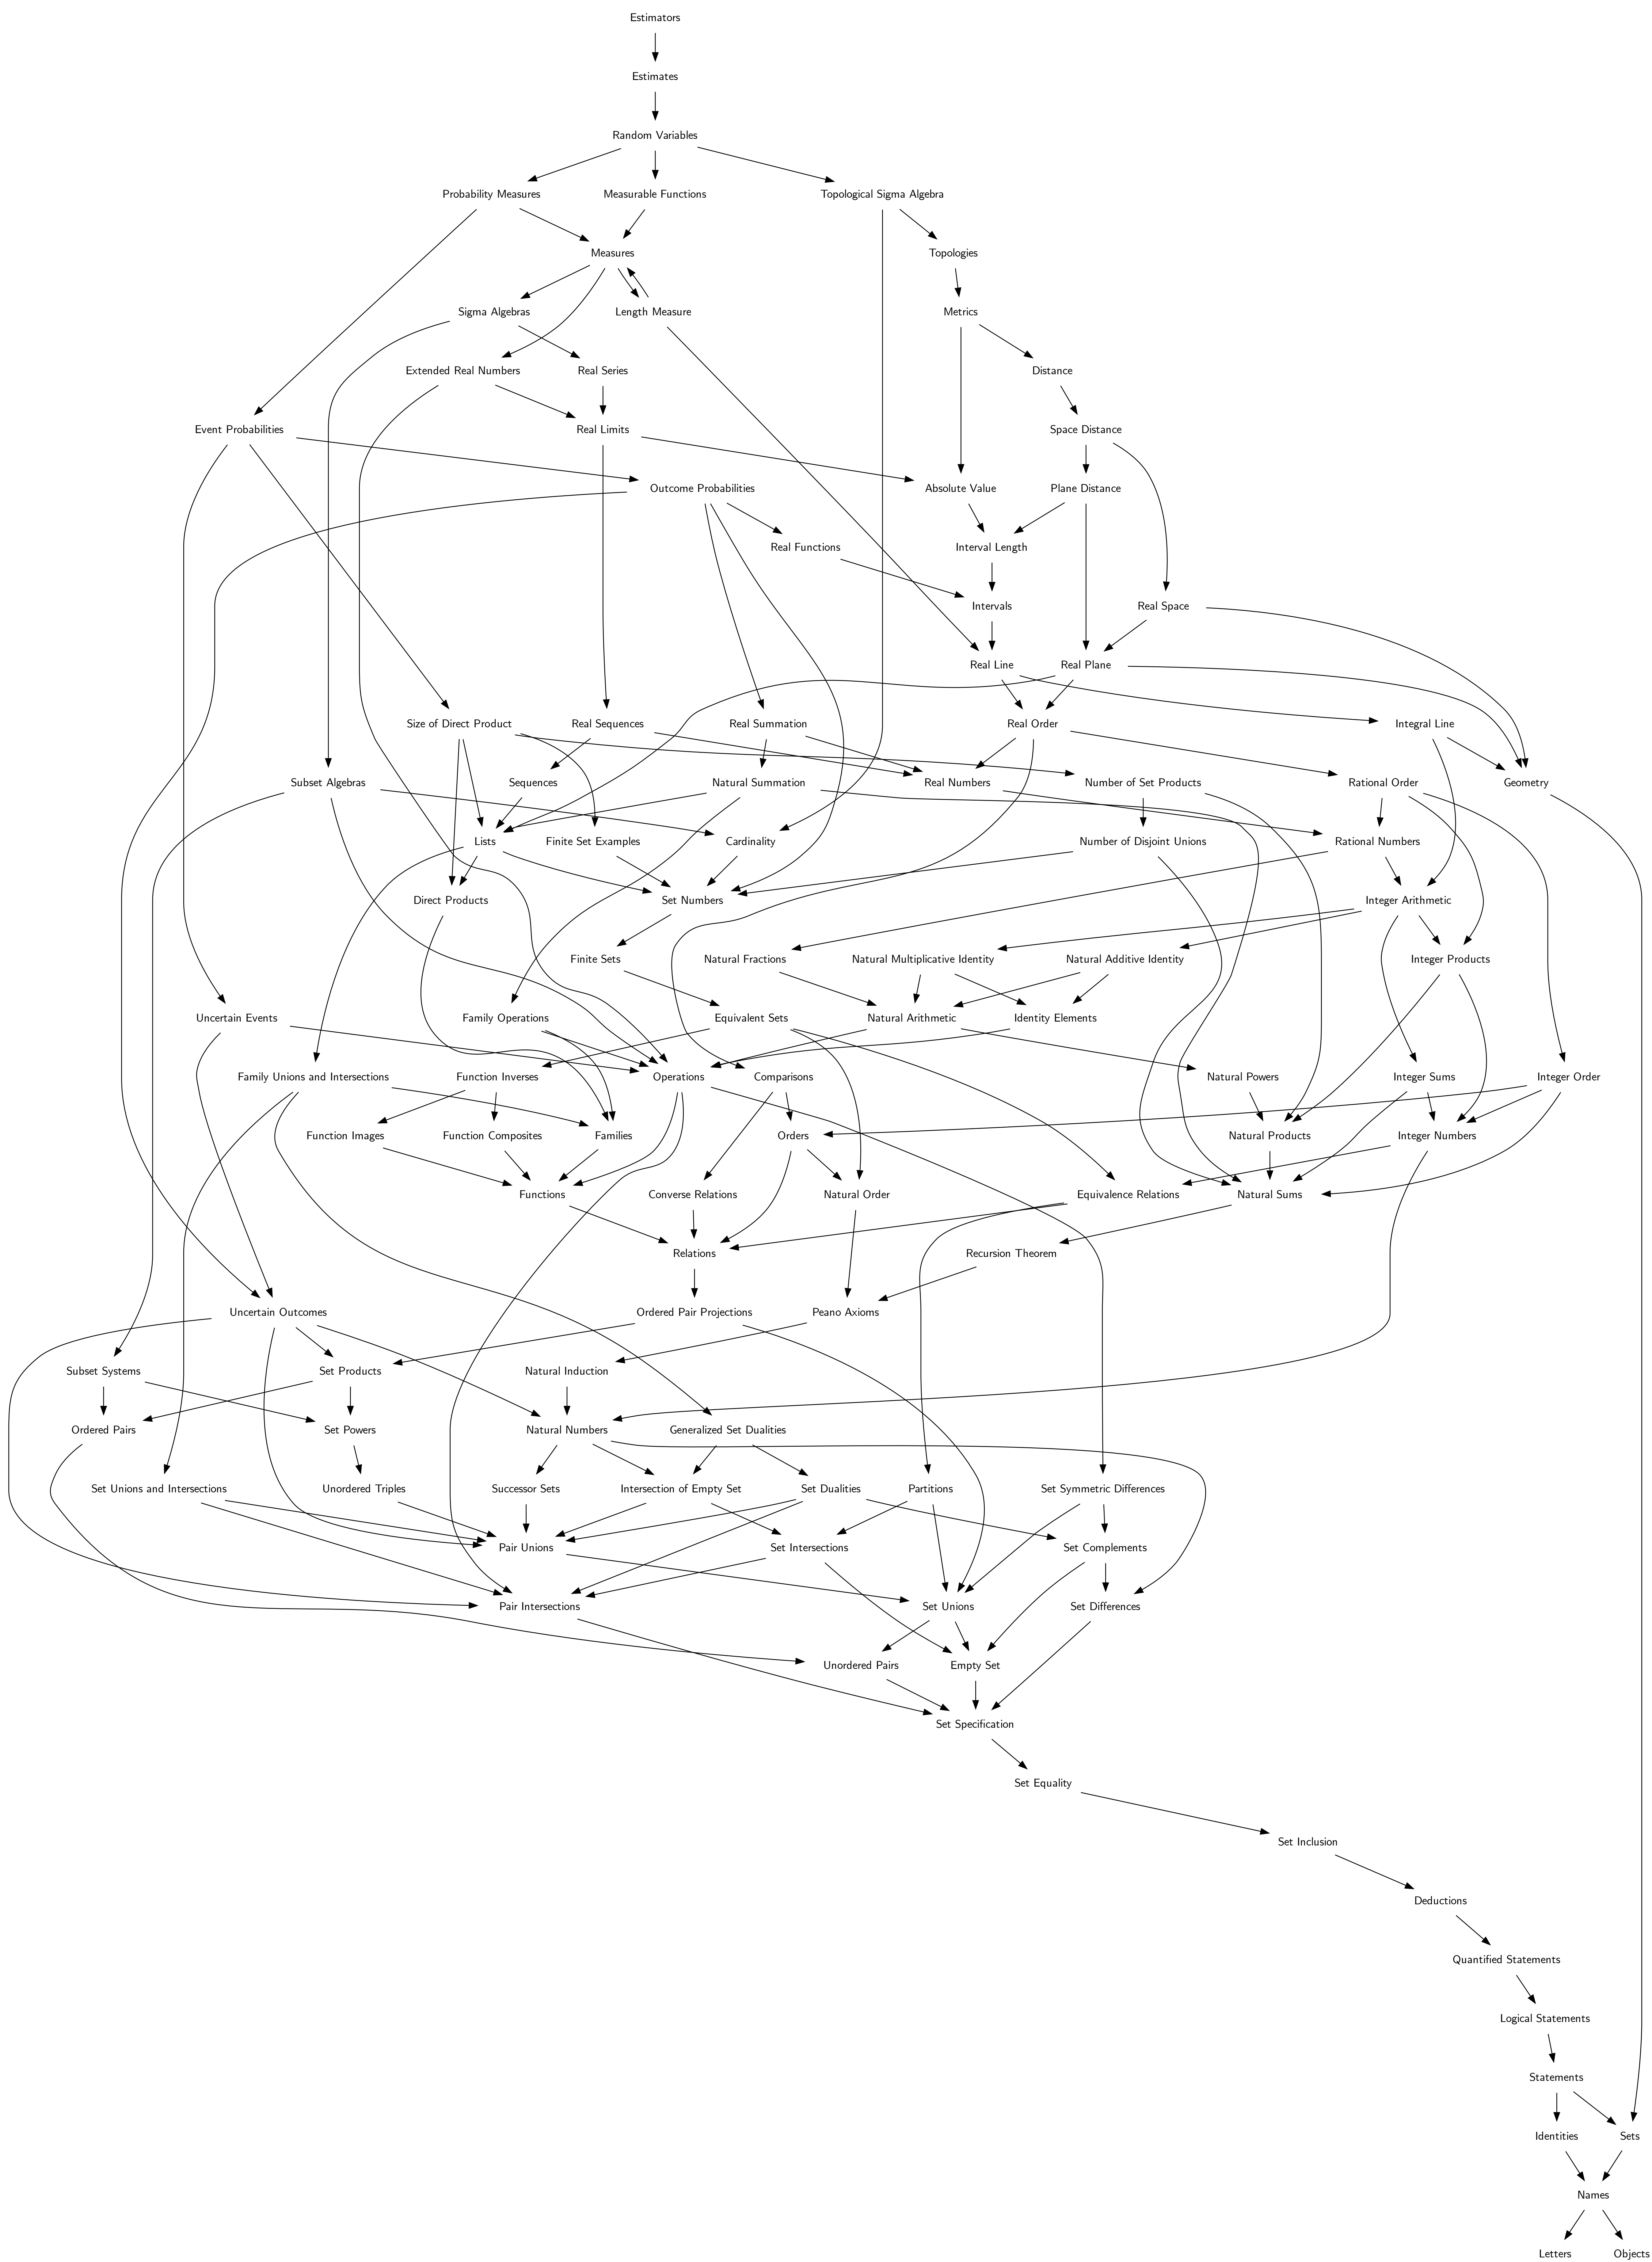 Estimators
Estimates
Random Variables
Probability Measures
Measurable Functions
Topological Sigma Algebra
Measures
Topologies
Sigma Algebras
Length Measure
Metrics
Extended Real Numbers
Real Series
Distance
Event Probabilities
Real Limits
Space Distance
Outcome Probabilities
Absolute Value
Plane Distance
Real Functions
Interval Length
Intervals
Real Space
Real Line
Real Plane
Size of Direct Product
Real Sequences
Real Summation
Real Order
Integral Line
Subset Algebras
Sequences
Natural Summation
Real Numbers
Number of Set Products
Rational Order
Geometry
Lists
Finite Set Examples
Cardinality
Number of Disjoint Unions
Rational Numbers
Direct Products
Set Numbers
Integer Arithmetic
Finite Sets
Natural Fractions
Natural Multiplicative Identity
Natural Additive Identity
Integer Products
Uncertain Events
Family Operations
Equivalent Sets
Natural Arithmetic
Identity Elements
Family Unions and Intersections
Function Inverses
Operations
Comparisons
Natural Powers
Integer Sums
Integer Order
Function Images
Function Composites
Families
Orders
Natural Products
Integer Numbers
Functions
Converse Relations
Natural Order
Equivalence Relations
Natural Sums
Relations
Recursion Theorem
Uncertain Outcomes
Ordered Pair Projections
Peano Axioms
Subset Systems
Set Products
Natural Induction
Ordered Pairs
Set Powers
Natural Numbers
Generalized Set Dualities
Set Unions and Intersections
Unordered Triples
Successor Sets
Intersection of Empty Set
Set Dualities
Partitions
Set Symmetric Differences
Pair Unions
Set Intersections
Set Complements
Pair Intersections
Set Unions
Set Differences
Unordered Pairs
Empty Set
Set Specification
Set Equality
Set Inclusion
Deductions
Quantified Statements
Logical Statements
Statements
Identities
Sets
Names
Letters
Objects